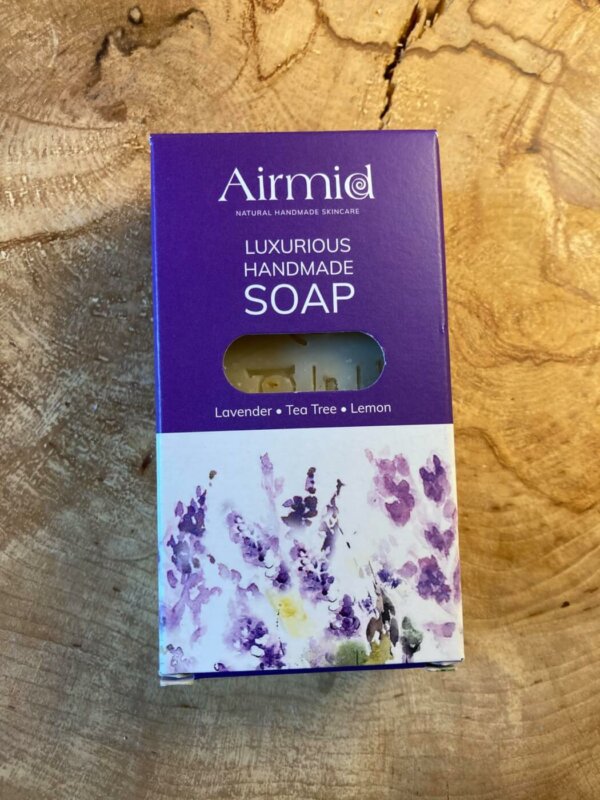 Airmid
NATURAL HANDMADE SKINCARE
LUXURIOUS
HANDMADE
SOAP
Lavender • Tea Tree • Lemon